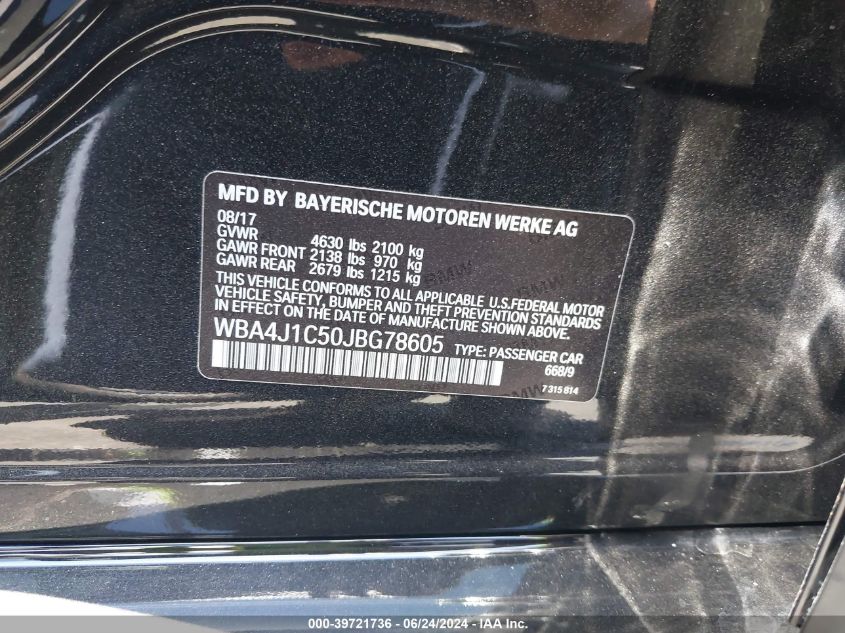 MFD BY BAYERISCHE MOTOREN WERKE AG
08/17
GVWR 4630 lbs 2100 kg
GAWR FRONT 2138 lbs 970 kg
GAWR REAR 2679 lbs 1215 kg
THIS VEHICLE CONFORMS TO ALL APPLICABLE U.S.FEDERAL MOTOR
VEHICLE SAFETY, BUMPER AND THEFT PREVENTION STANDARDS
IN EFFECT ON THE DATE OF MANUFACTURE SHOWN ABOVE.
WBA4J1C50JBG78605 TYPE: PASSENGER CAR
668/9
7 315 814
000-39721736 - 06/24/2024 - IAA Inc.